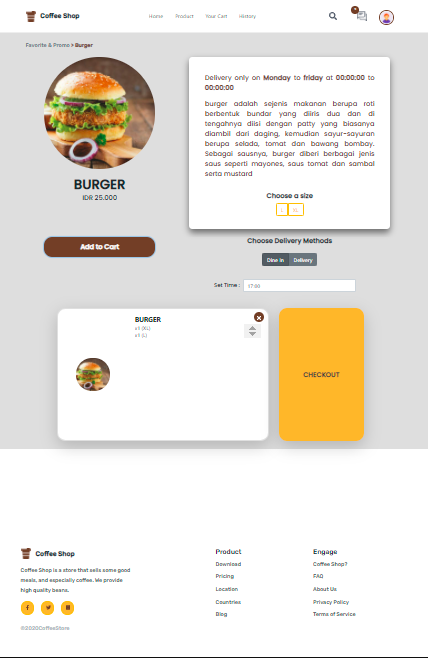 Coffee Shop
Home Product Your Cart History
Favorite & Promo > Burger
BURGER
IDR 25.000
Add to Cart
Delivery only on Monday to friday at 00:00:00 to
00:00:00
burger adalah sejenis makanan berupa roti
berbentuk bundar yang diiris dua dan di
tengahnya diisi dengan patty yang biasanya
diambil dari daging, kemudian sayur-sayuran
berupa selada, tomat dan bawang bombay.
Sebagai sausnya, burger diberi berbagai jenis
saus seperti mayones, saus tomat dan sambal
serta mustard
Choose a size
L XL
Choose Delivery Methods
Dine In Delivery
Set Time : 17:00
BURGER
(XL)
(L)
CHECKOUT
Coffee Shop
Coffee Shop is a store that sells some good
meals, and especially coffee. We provide
high quality beans.
©2020CoffeeStore
Product
Download
Pricing
Location
Countries
Blog
Engage
Coffee Shop?
FAQ
About Us
Privacy Policy
Terms of Service